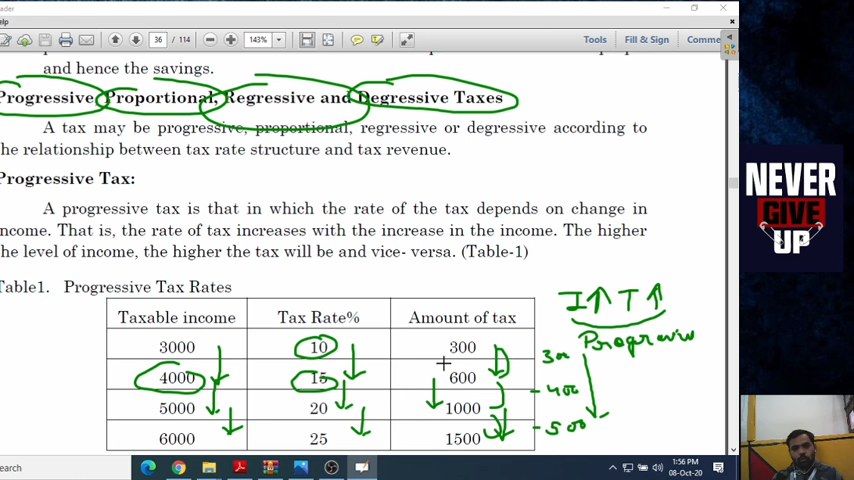 ader
elp
36 / 114
143%
Tools
Fill & Sign
Comme
and hence the savings.
Progressive Proportional, Regressive and Degressive Taxes
A tax may be progressive, proportional, regressive or degressive according to
he relationship between tax rate structure and tax revenue.
Progressive Tax:
A progressive tax is that in which the rate of the tax depends on change in
ncome. That is, the rate of tax increases with the increase in the income. The higher
he level of income, the higher the tax will be and vice- versa. (Table-1)
Table1. Progressive Tax Rates
Taxable income Tax Rate% Amount of tax
3000 10 300
4000 15 600
5000 20 1000
6000 25 1500
I↑ T↑
Progressive
300
- 400
- 500
NEVER
GIVE
UP
earch
1:56 PM
08-Oct-20